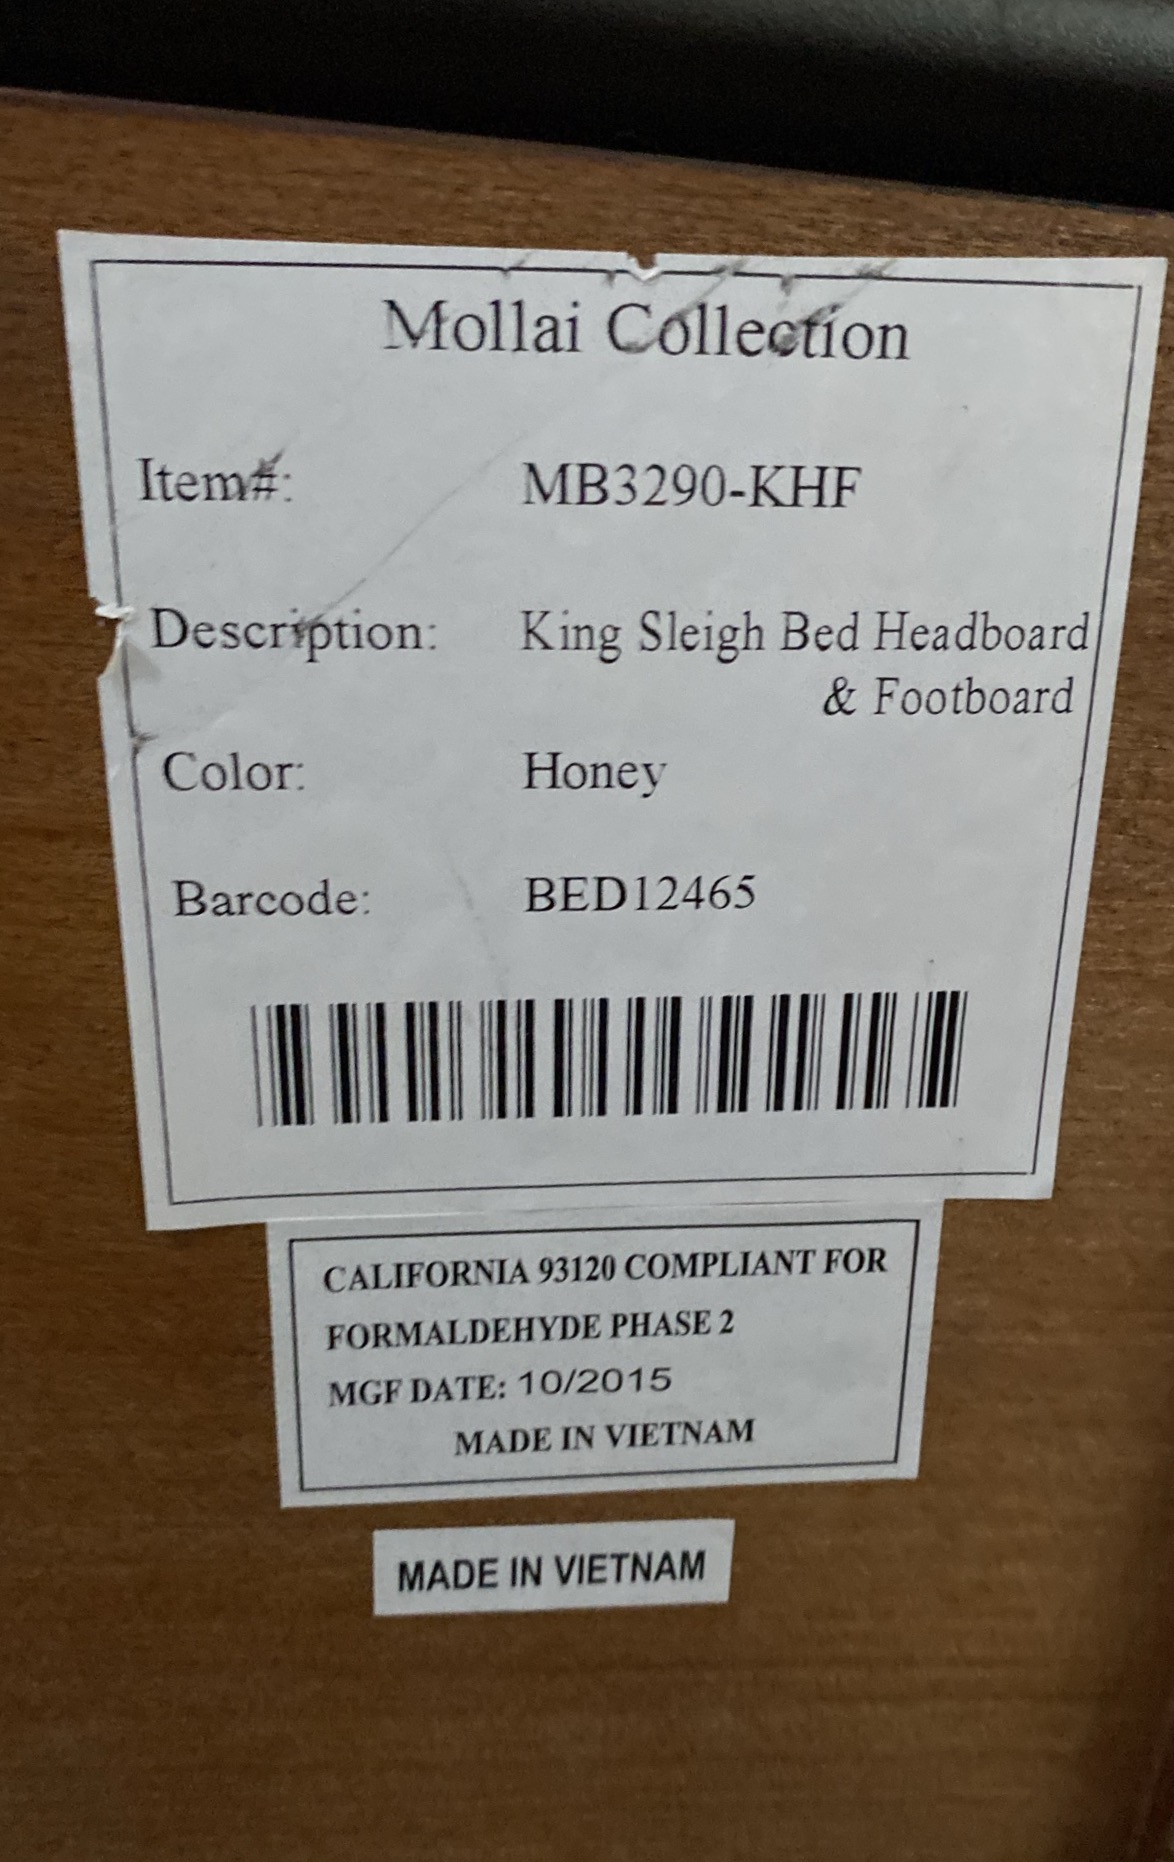 Mollai Collection
Item#: MB3290-KHF
Description: King Sleigh Bed Headboard
& Footboard
Color: Honey
Barcode: BED12465
CALIFORNIA 93120 COMPLIANT FOR
FORMALDEHYDE PHASE 2
MGF DATE: 10/2015
MADE IN VIETNAM
MADE IN VIETNAM